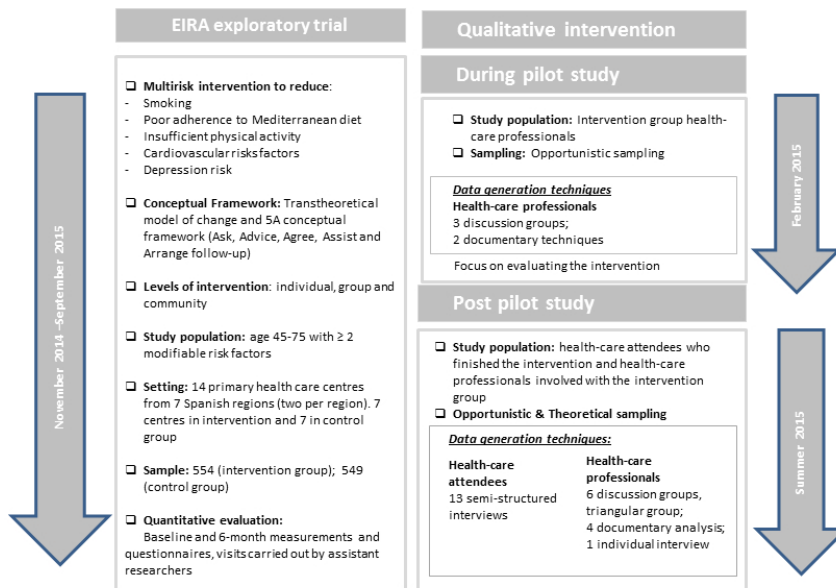 EIRA exploratory trial
November 2014 –September 2015
❑ Multirisk intervention to reduce:
- Smoking
- Poor adherence to Mediterranean diet
- Insufficient physical activity
- Cardiovascular risks factors
- Depression risk
❑ Conceptual Framework: Transtheoretical
model of change and 5A conceptual
framework (Ask, Advice, Agree, Assist and
Arrange follow-up)
❑ Levels of intervention: individual, group and
community
❑ Study population: age 45-75 with ≥ 2
modifiable risk factors
❑ Setting: 14 primary health care centres
from 7 Spanish regions (two per region). 7
centres in intervention and 7 in control
group
❑ Sample: 554 (intervention group); 549
(control group)
❑ Quantitative evaluation:
Baseline and 6-month measurements and
questionnaires, visits carried out by assistant
researchers
Qualitative intervention
During pilot study
❑ Study population: Intervention group health-
care professionals
❑ Sampling: Opportunistic sampling
Data generation techniques
Health-care professionals
3 discussion groups;
2 documentary techniques
Focus on evaluating the intervention
February 2015
Post pilot study
❑ Study population: health-care attendees who
finished the intervention and health-care
professionals involved with the intervention
group
❑ Opportunistic & Theoretical sampling
Data generation techniques:
Health-care
attendees
13 semi-structured
interviews
Health-care
professionals
6 discussion groups,
triangular group;
4 documentary analysis;
1 individual interview
Summer 2015